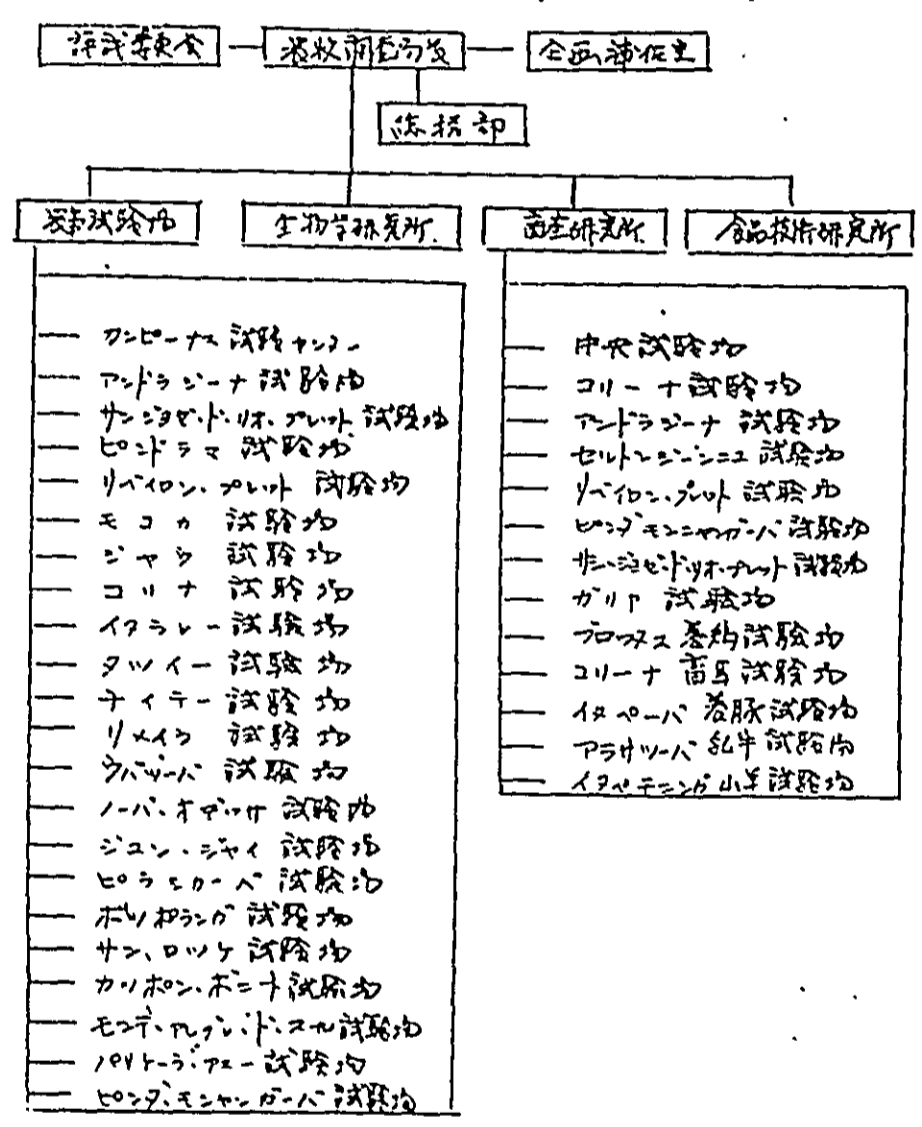 評議委員会
農牧調査局長
企画補佐室
総務部
農事試験場
生物学研究所
畜産研究所
食品技術研究所
カンピーナス試験センター
アンドラジーナ試験場
サンジョゼ・ド・リオ・プレット試験場
ピンドラマ試験場
リベイロン・プレット試験場
モコカ試験場
ジャウ試験場
コリナ試験場
イタラレー試験場
タツイー試験場
チイテー試験場
リメイラ試験場
ウバツーバ試験場
ノーバ・オデッサ試験場
ジュンジャイ試験場
ピラシカーバ試験場
ボツポランガ試験場
サン・ロッケ試験場
カッポン・ボニート試験場
モンテ・アレグレ・ド・スール試験場
パリケーラ・アスー試験場
ピンダ・モンャンガーバ試験場
中央試験場
コリーナ試験場
アンドラジーナ試験場
セルトンジーンニユ試験場
リベイロン・プレット試験場
ピンダモンニャンガーバ試験場
サン・ジョゼ・ド・リオ・プレット試験場
ガリア試験場
ブロタス養鶏試験場
コリーナ畜馬試験場
イタペーバ養豚試験場
アラサツーバ乳牛試験場
イタペテニンガ山羊試験場